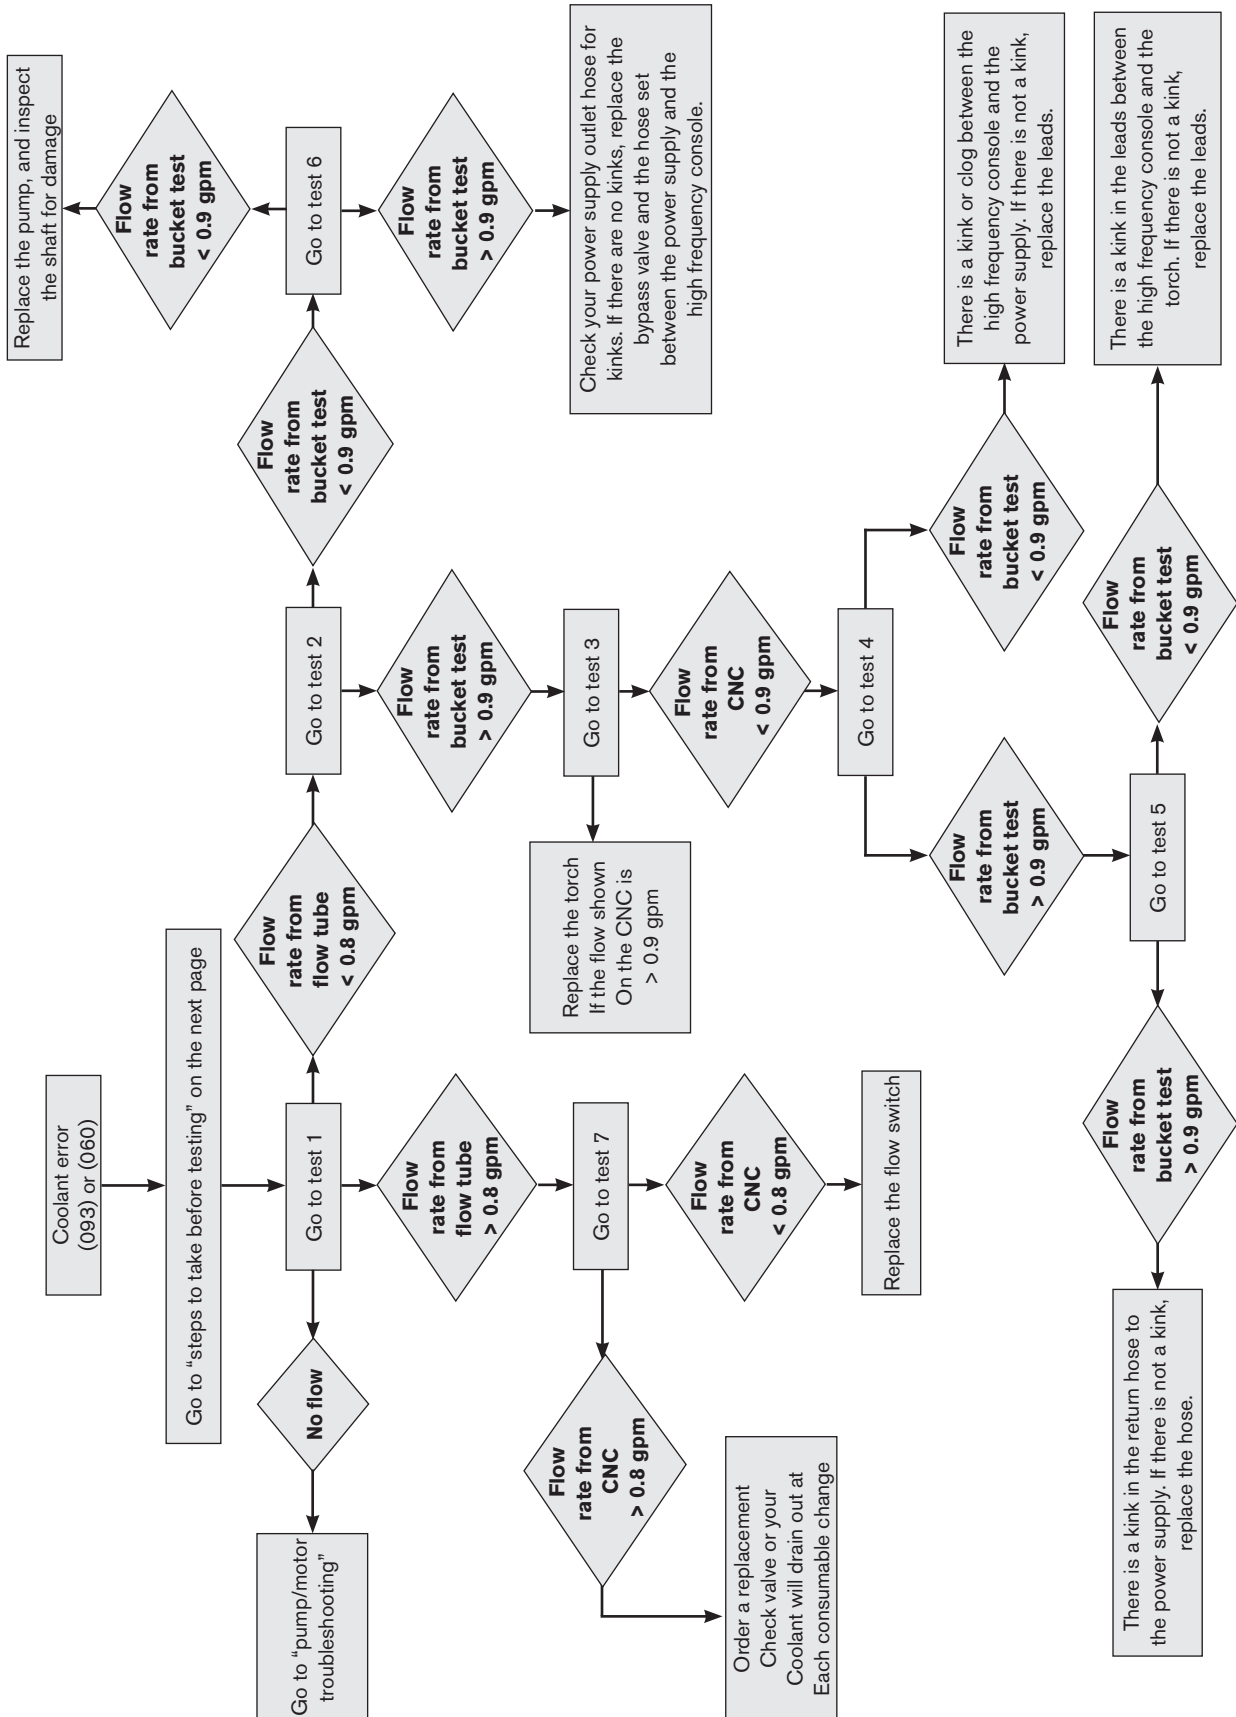 Coolant error
(093) or (060)
Go to “steps to take before testing” on the next page
Go to test 1
No flow
Go to “pump/motor
troubleshooting”
Flow
rate from
flow tube
< 0.8 gpm
Go to test 2
Flow
rate from
bucket test
< 0.9 gpm
Go to test 6
Flow
rate from
bucket test
< 0.9 gpm
Replace the pump, and inspect
the shaft for damage
Flow
rate from
bucket test
> 0.9 gpm
Check your power supply outlet hose for
kinks. If there are no kinks, replace the
bypass valve and the hose set
between the power supply and the
high frequency console.
Flow
rate from
flow tube
> 0.8 gpm
Go to test 7
Flow
rate from
CNC
> 0.8 gpm
Order a replacement
Check valve or your
Coolant will drain out at
Each consumable change
Flow
rate from
CNC
< 0.8 gpm
Replace the flow switch
Flow
rate from
bucket test
> 0.9 gpm
Go to test 3
Replace the torch
If the flow shown
On the CNC is
> 0.9 gpm
Flow
rate from
CNC
< 0.9 gpm
Go to test 4
Flow
rate from
bucket test
< 0.9 gpm
There is a kink or clog between the
high frequency console and the
power supply. If there is not a kink,
replace the leads.
Flow
rate from
bucket test
> 0.9 gpm
Go to test 5
Flow
rate from
bucket test
< 0.9 gpm
There is a kink in the leads between
the high frequency console and the
torch. If there is not a kink,
replace the leads.
Flow
rate from
bucket test
> 0.9 gpm
There is a kink in the return hose to
the power supply. If there is not a kink,
replace the hose.